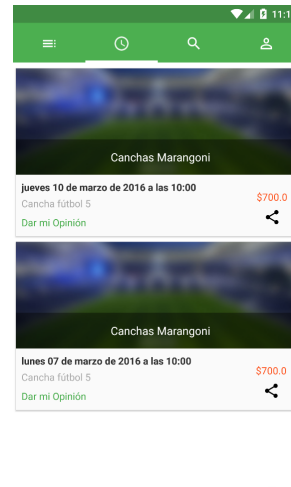 11:1
Canchas Marangoni
jueves 10 de marzo de 2016 a las 10:00
$700.0
Cancha fútbol 5
Dar mi Opinión
Canchas Marangoni
lunes 07 de marzo de 2016 a las 10:00
$700.0
Cancha fútbol 5
Dar mi Opinión